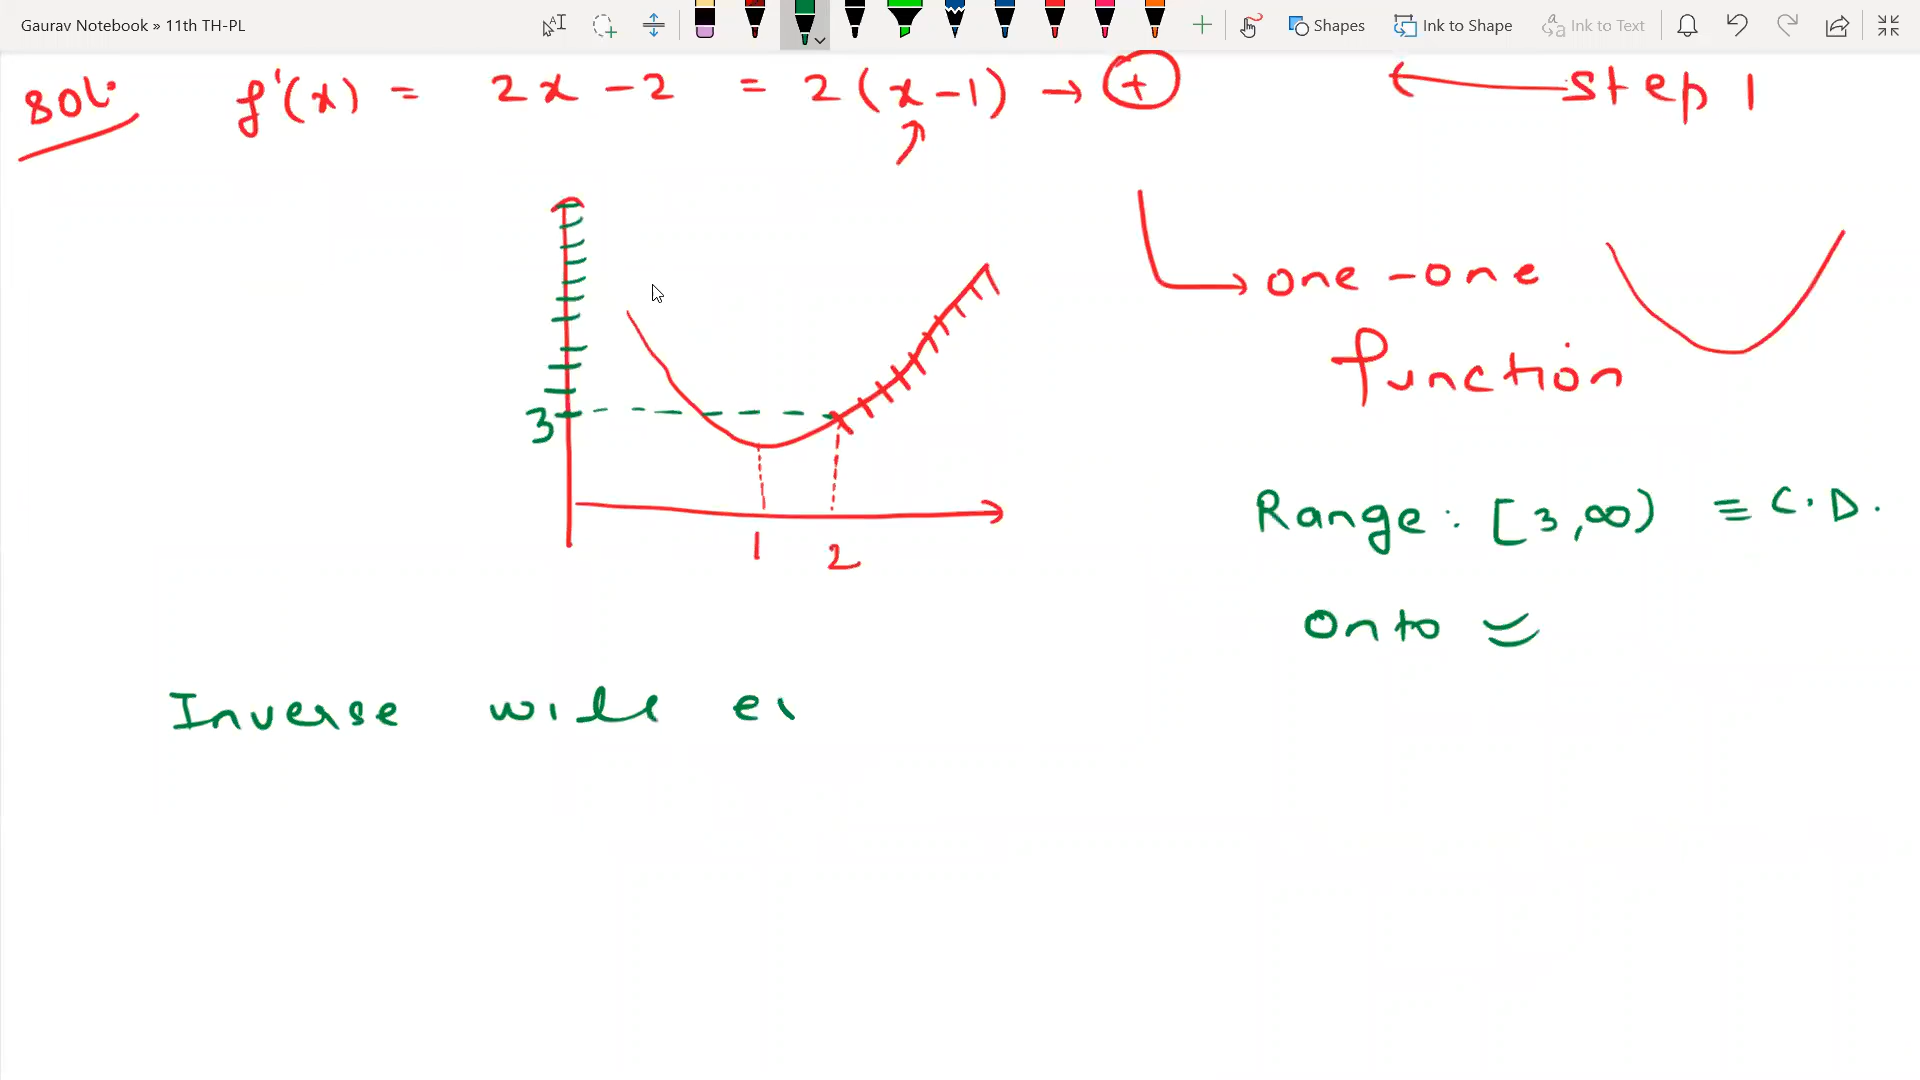 Gaurav Notebook » 11th TH-PL
Shapes
Ink to Shape
Ink to Text
Sol:
f'(x) = 2x - 2 = 2(x-1) → +
← step 1
one-one
function
3
1
2
Range: [3,∞) ≡ C.D.
Onto
Inverse will